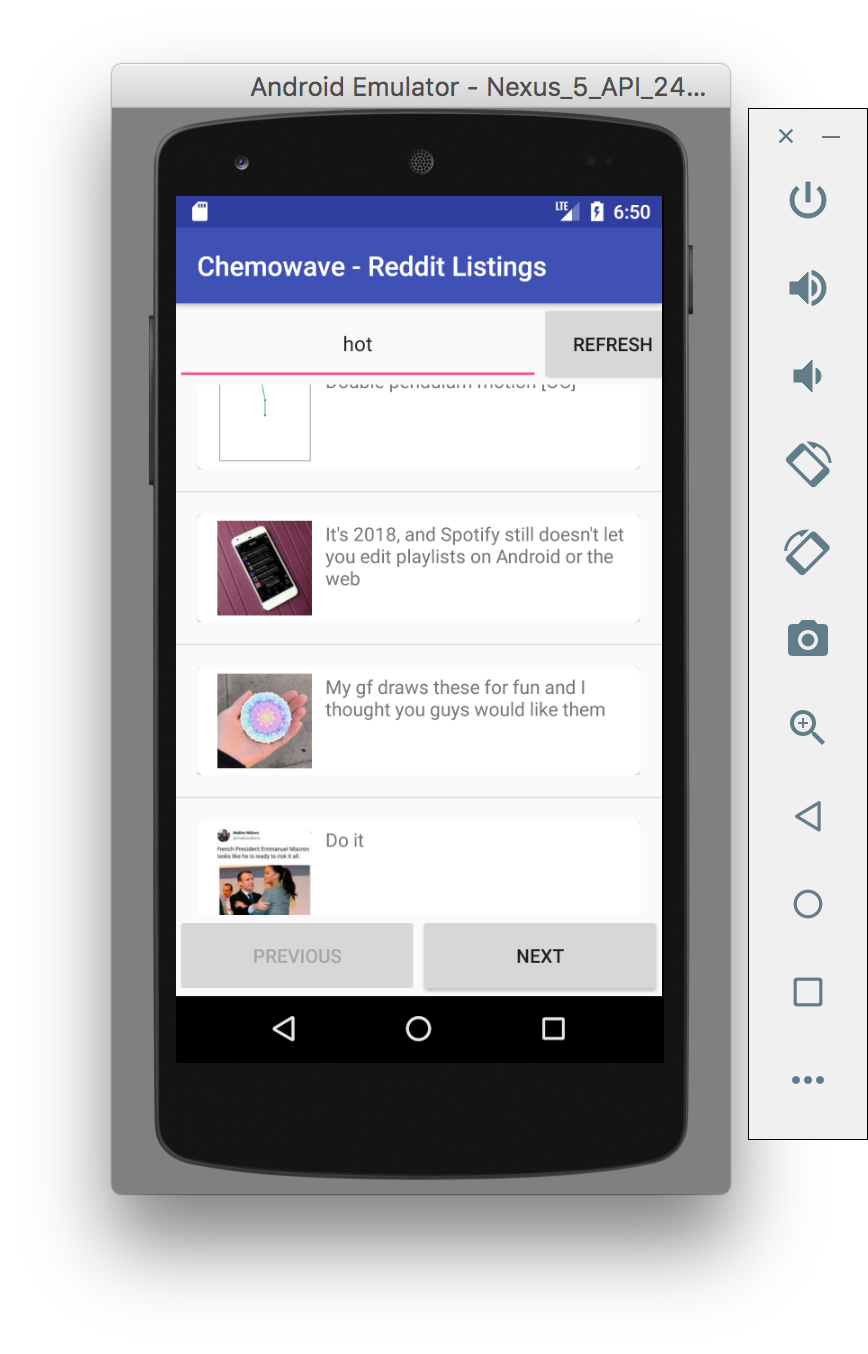 Android Emulator - Nexus_5_API_24...
LTE 6:50
Chemowave - Reddit Listings
hot
REFRESH
Double pendulum motion [OC]
It's 2018, and Spotify still doesn't let
you edit playlists on Android or the
web
My gf draws these for fun and I
thought you guys would like them
Do it
French President Emmanuel Macron
looks like he is ready to risk it all.
PREVIOUS
NEXT